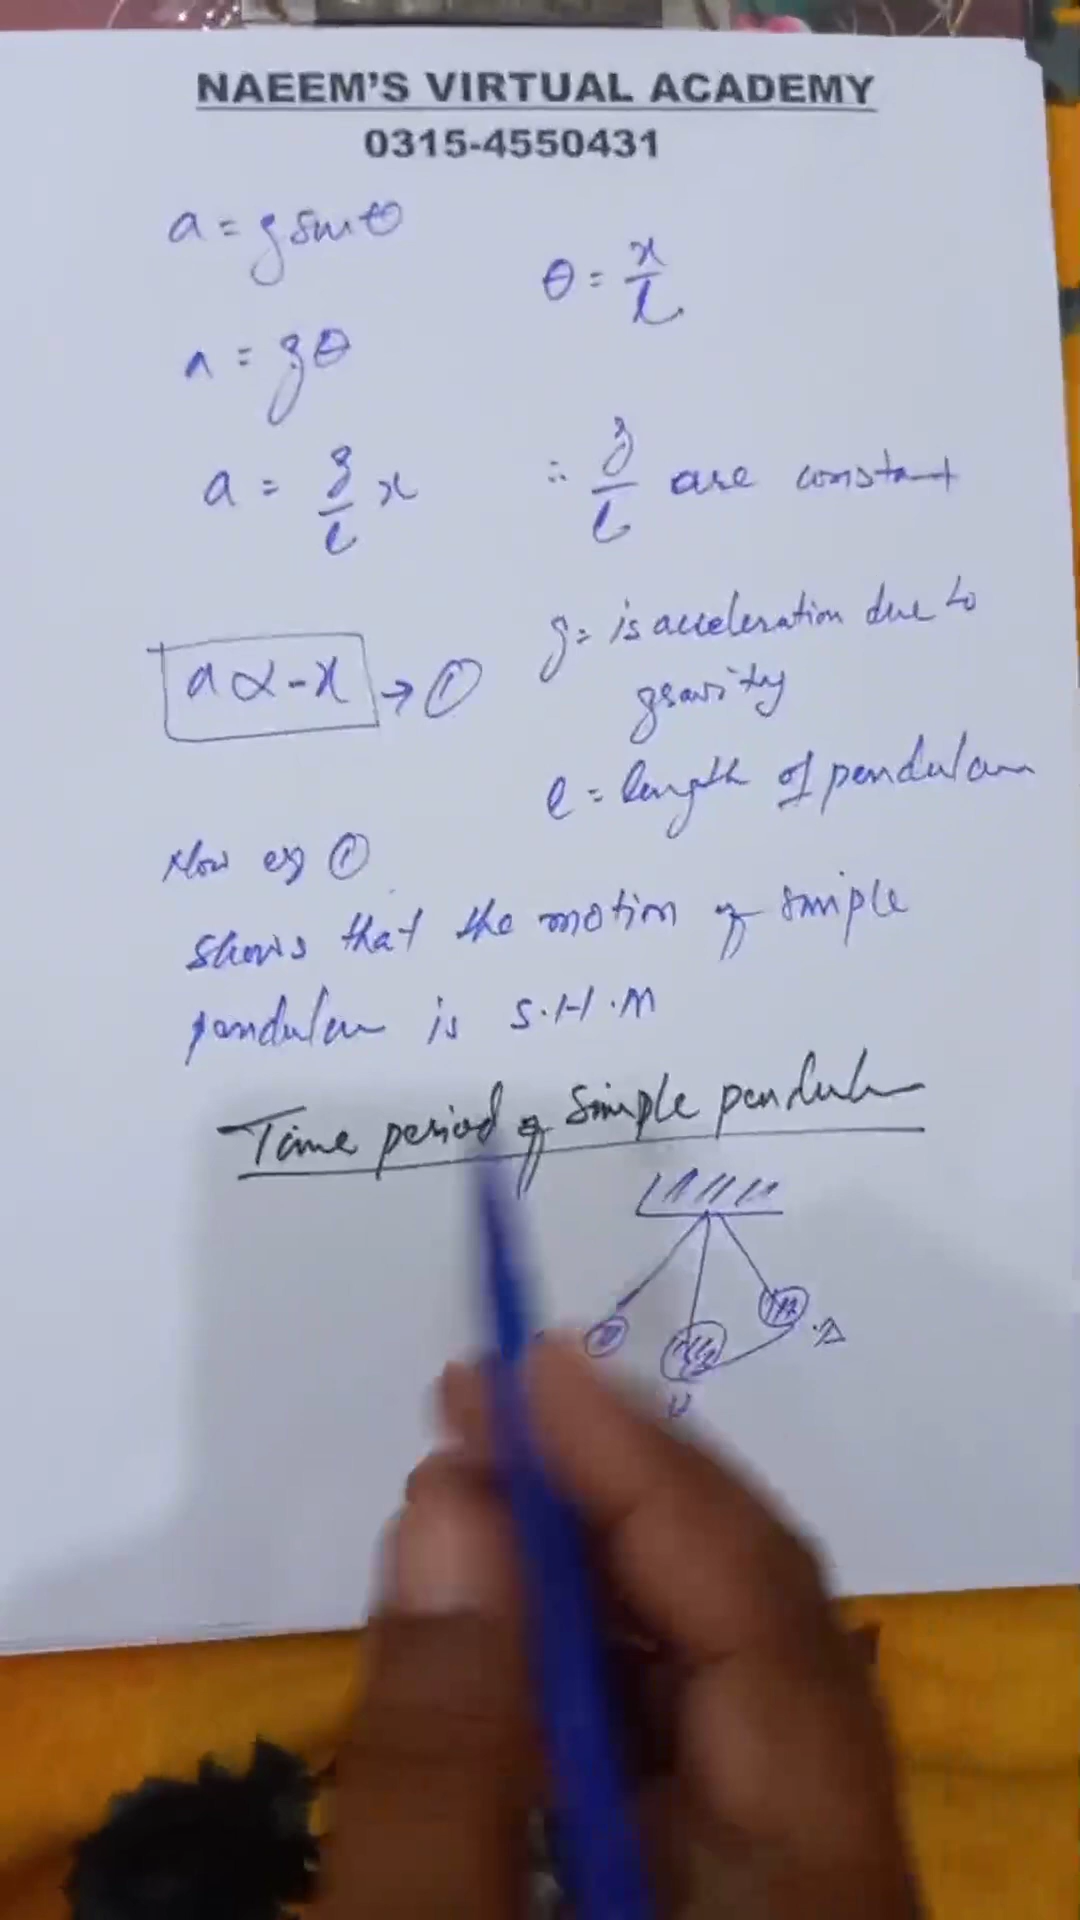 NAEEM'S VIRTUAL ACADEMY
0315-4550431
a = g sin θ
θ = x/l
a = gθ
a = g/l x
∴ g/l are constant
a ∝ -x → ①
g = is acceleration due to
gravity
l = length of pendulum
Now eq ①
shows that the motion of simple
pendulum is S.H.M
Time period of Simple pendulum